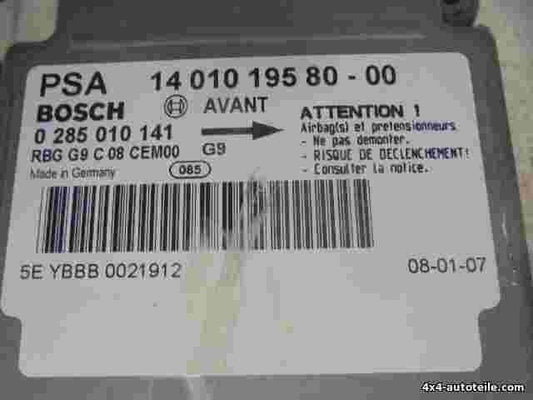 PSA 14 010 195 80 - 00
BOSCH AVANT
0 285 010 141
RBG G9 C 08 CEM00 G9
Made in Germany 085
ATTENTION !
Airbag(s) et pretensionneurs
- Ne pas demonter.
- RISQUE DE DECLENCHEMENT!
- Consulter la notice.
5E YBBB 0021912 08-01-07
4x4-autoteile.com